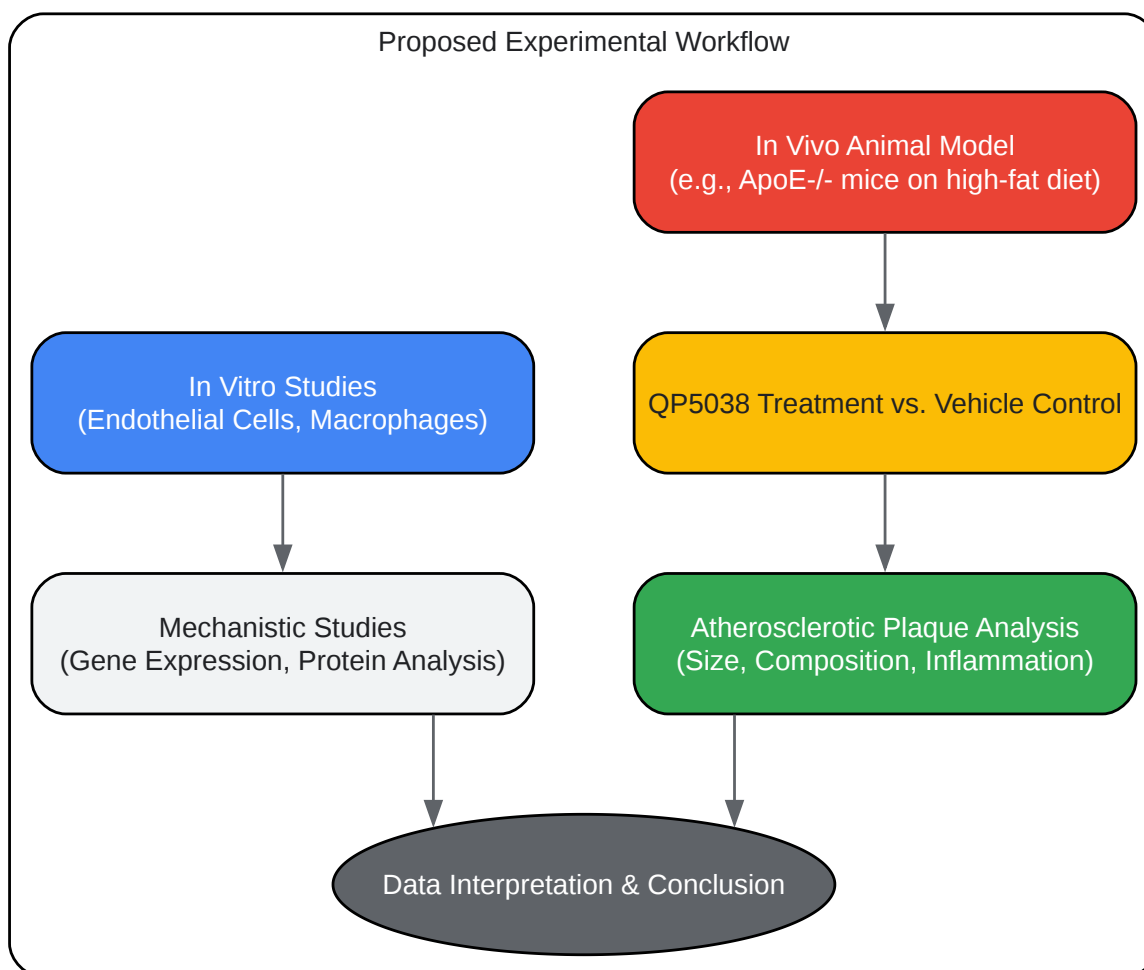 Proposed Experimental Workflow
In Vivo Animal Model
(e.g., ApoE-/- mice on high-fat diet)
In Vitro Studies
(Endothelial Cells, Macrophages)
QP5038 Treatment vs. Vehicle Control
Mechanistic Studies
(Gene Expression, Protein Analysis)
Atherosclerotic Plaque Analysis
(Size, Composition, Inflammation)
Data Interpretation & Conclusion